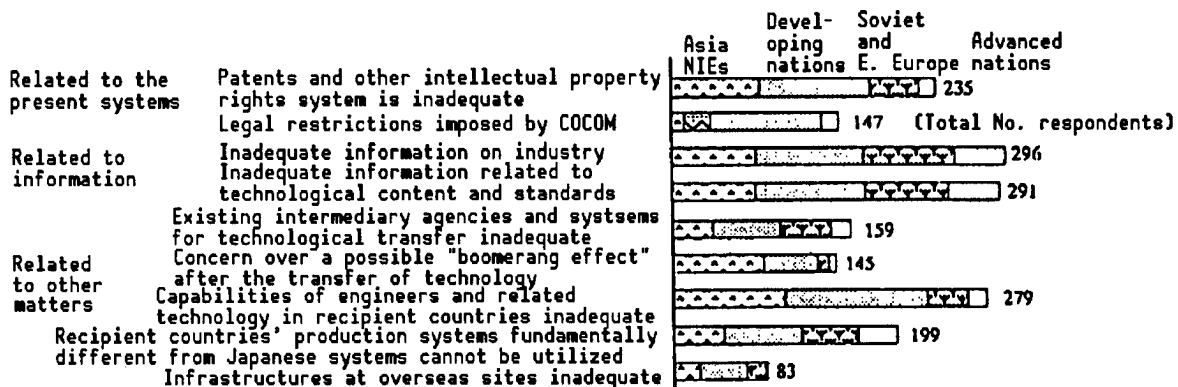 Asia NIEs
Devel- oping nations
Soviet and E. Europe
Advanced nations
Related to the present systems
Patents and other intellectual property
rights system is inadequate
235
Legal restrictions imposed by COCOM
147 (Total No. respondents)
Related to information
Inadequate information on industry
296
Inadequate information related to
technological content and standards
291
Existing intermediary agencies and systsems
for technological transfer inadequate
159
Related to other matters
Concern over a possible "boomerang effect"
after the transfer of technology
145
Capabilities of engineers and related
technology in recipient countries inadequate
279
Recipient countries' production systems fundamentally
different from Japanese systems cannot be utilized
199
Infrastructures at overseas sites inadequate
83